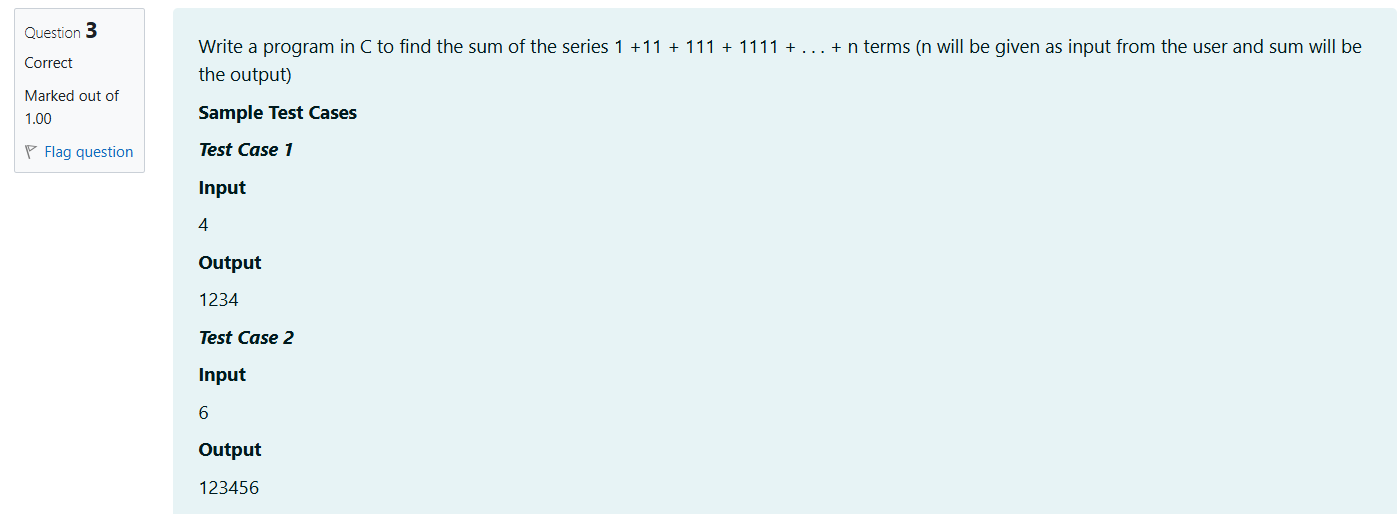 Question 3
Correct
Marked out of
1.00
Flag question
Write a program in C to find the sum of the series 1 +11 + 111 + 1111 + . . . + n terms (n will be given as input from the user and sum will be
the output)
Sample Test Cases
Test Case 1
Input
4
Output
1234
Test Case 2
Input
6
Output
123456